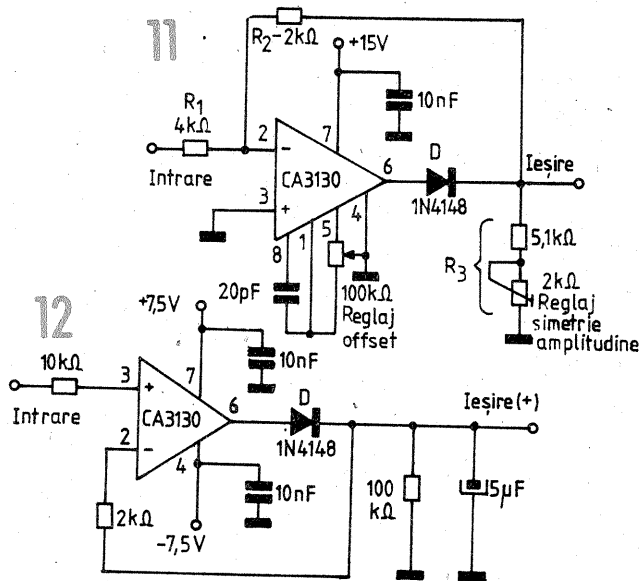 11
R2-2kΩ
+15V
10nF
R1
4kΩ
2
7
6
D
Ieșire
Intrare
CA3130
1N4148
3
4
5
1
8
5,1kΩ
R3
20pF
100kΩ
Reglaj
offset
2kΩ
Reglaj
simetrie
amplitudine
12
+7,5V
10nF
10kΩ
3
7
6
D
Ieșire(+)
Intrare
CA3130
1N4148
2
4
10nF
100
kΩ
5µF
2kΩ
-7,5V